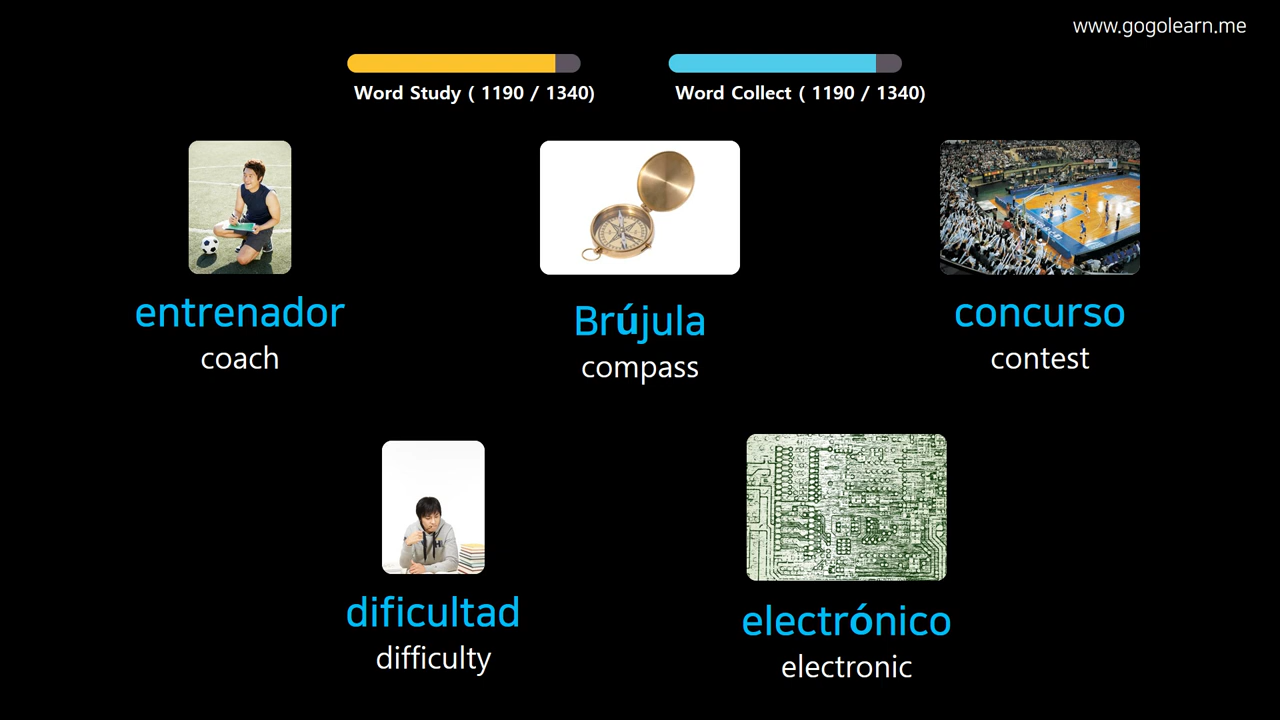 www.gogolearn.me
Word Study ( 1190 / 1340)
Word Collect ( 1190 / 1340)
entrenador
coach
Brújula
compass
concurso
contest
dificultad
difficulty
electrónico
electronic